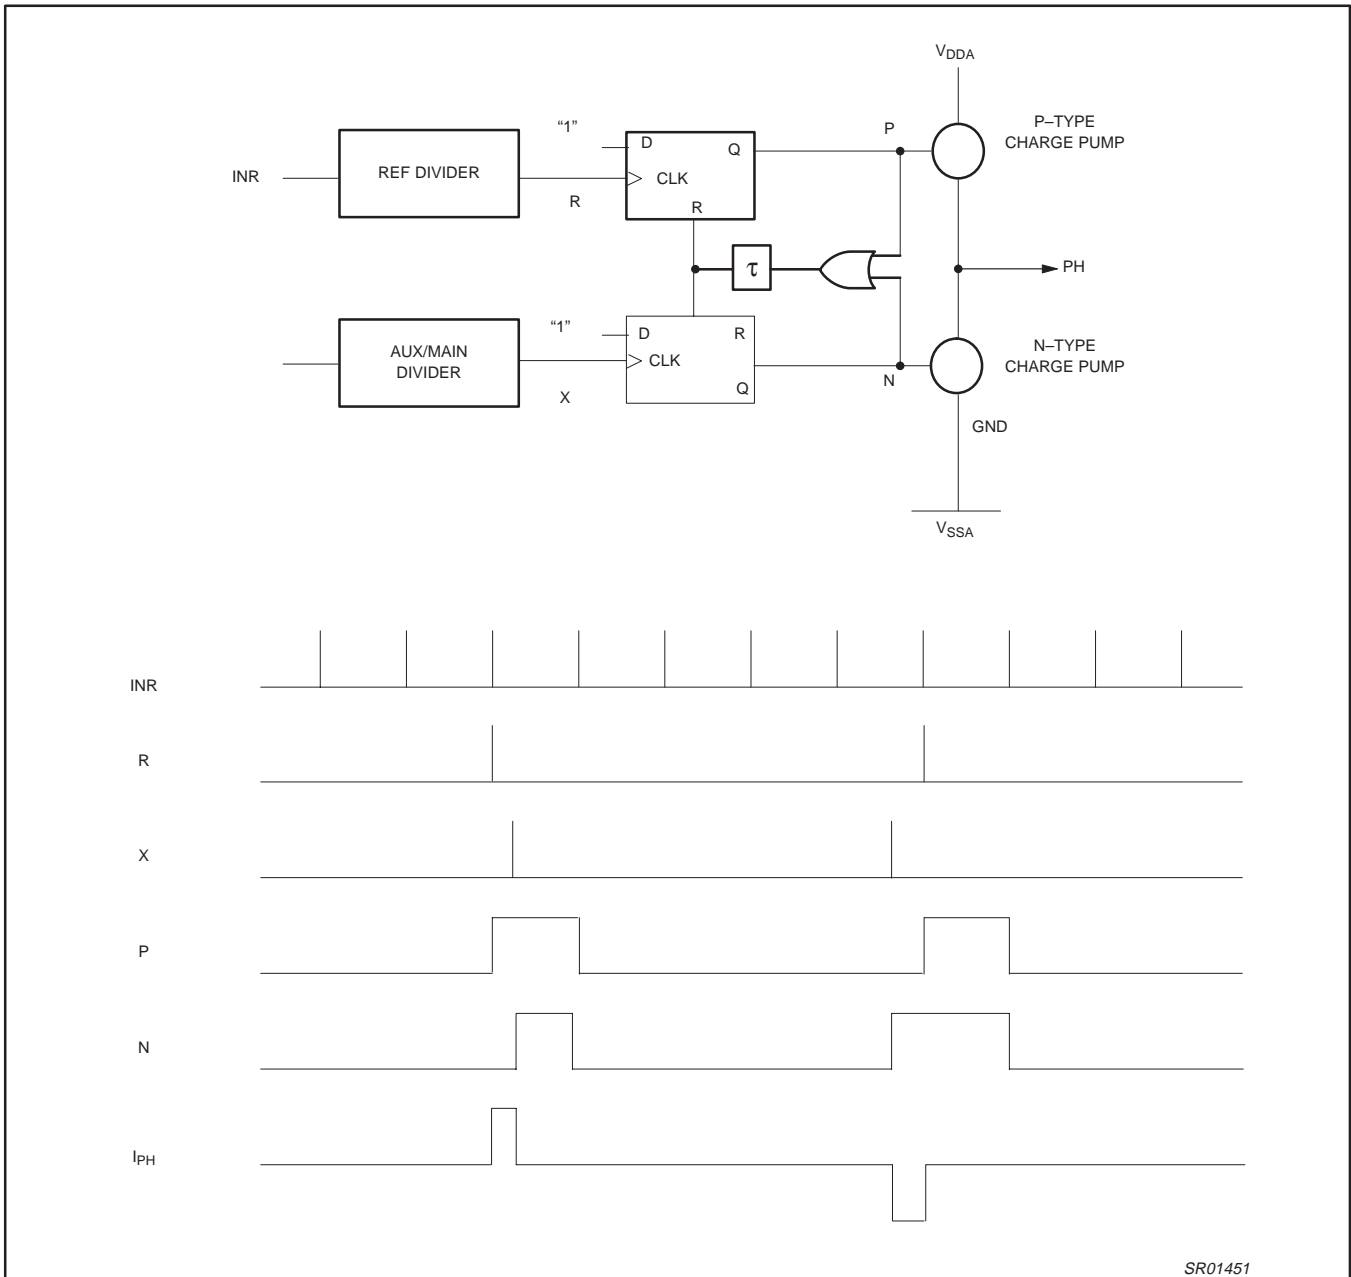 VDDA
P–TYPE
CHARGE PUMP
“1”
D
Q
P
INR
REF DIVIDER
R
CLK
R
τ
PH
“1”
D
R
AUX/MAIN
DIVIDER
CLK
X
Q
N
N–TYPE
CHARGE PUMP
GND
VSSA
INR
R
X
P
N
IPH
SR01451